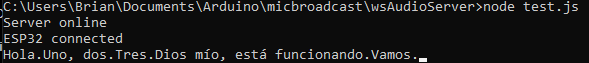 C:\Users\Brian\Documents\Arduino\micbroadcast\wsAudioServer>node test.js
Server online
ESP32 connected
Hola.Uno, dos.Tres.Dios mío, está funcionando.Vamos.